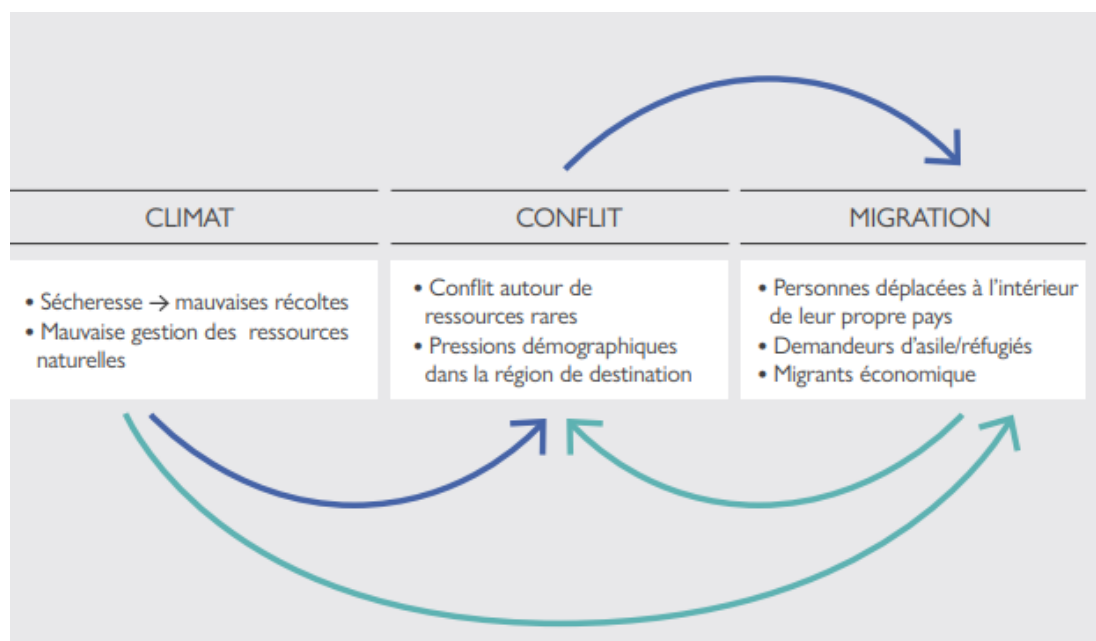 CLIMAT
CONFLIT
MIGRATION
• Sécheresse → mauvaises récoltes
• Mauvaise gestion des ressources
naturelles
• Conflit autour de
ressources rares
• Pressions démographiques
dans la région de destination
• Personnes déplacées à l'intérieur
de leur propre pays
• Demandeurs d'asile/réfugiés
• Migrants économique